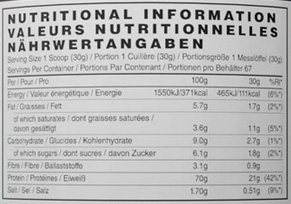 NUTRITIONAL INFORMATION
VALEURS NUTRITIONNELLES
NÄHRWERTANGABEN
Serving Size 1 Scoop (30g) / Portion 1 Cuilière (30g) / Portionsgröße 1 Messlöffel (30g)
Servings Per Container / Portions Par Contenant / Portionen pro Behälter 67
Per / Pour / Pro 100g 30g %RI*
Energy / Valeur énergétique / Energie 1550kJ/371kcal 465kJ/111kcal (6%*)
Fat / Graisses / Fett 5.7g 1.7g (2%*)
of which saturates / dont graisses saturées /
davon gesättigt 3.6g 1.1g (5%*)
Carbohydrate / Glucides / Kohlenhydrate 9.0g 2.7g (1%*)
of which sugars / dont sucres / davon Zucker 6.1g 1.8g (2%*)
Fibre / Fibre / Ballaststoffe 3.1g 0.9g
Protein / Protéines / Eiweiß 70g 21g (42%*)
Salt / Sel / Salz 1.70g 0.51g (9%*)